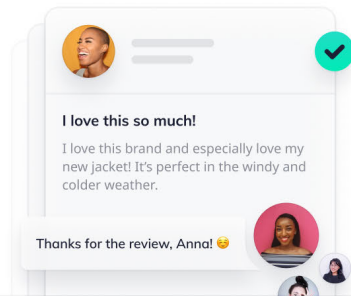 I love this so much!
I love this brand and especially love my
new jacket! It’s perfect in the windy and
colder weather.
Thanks for the review, Anna! 😊